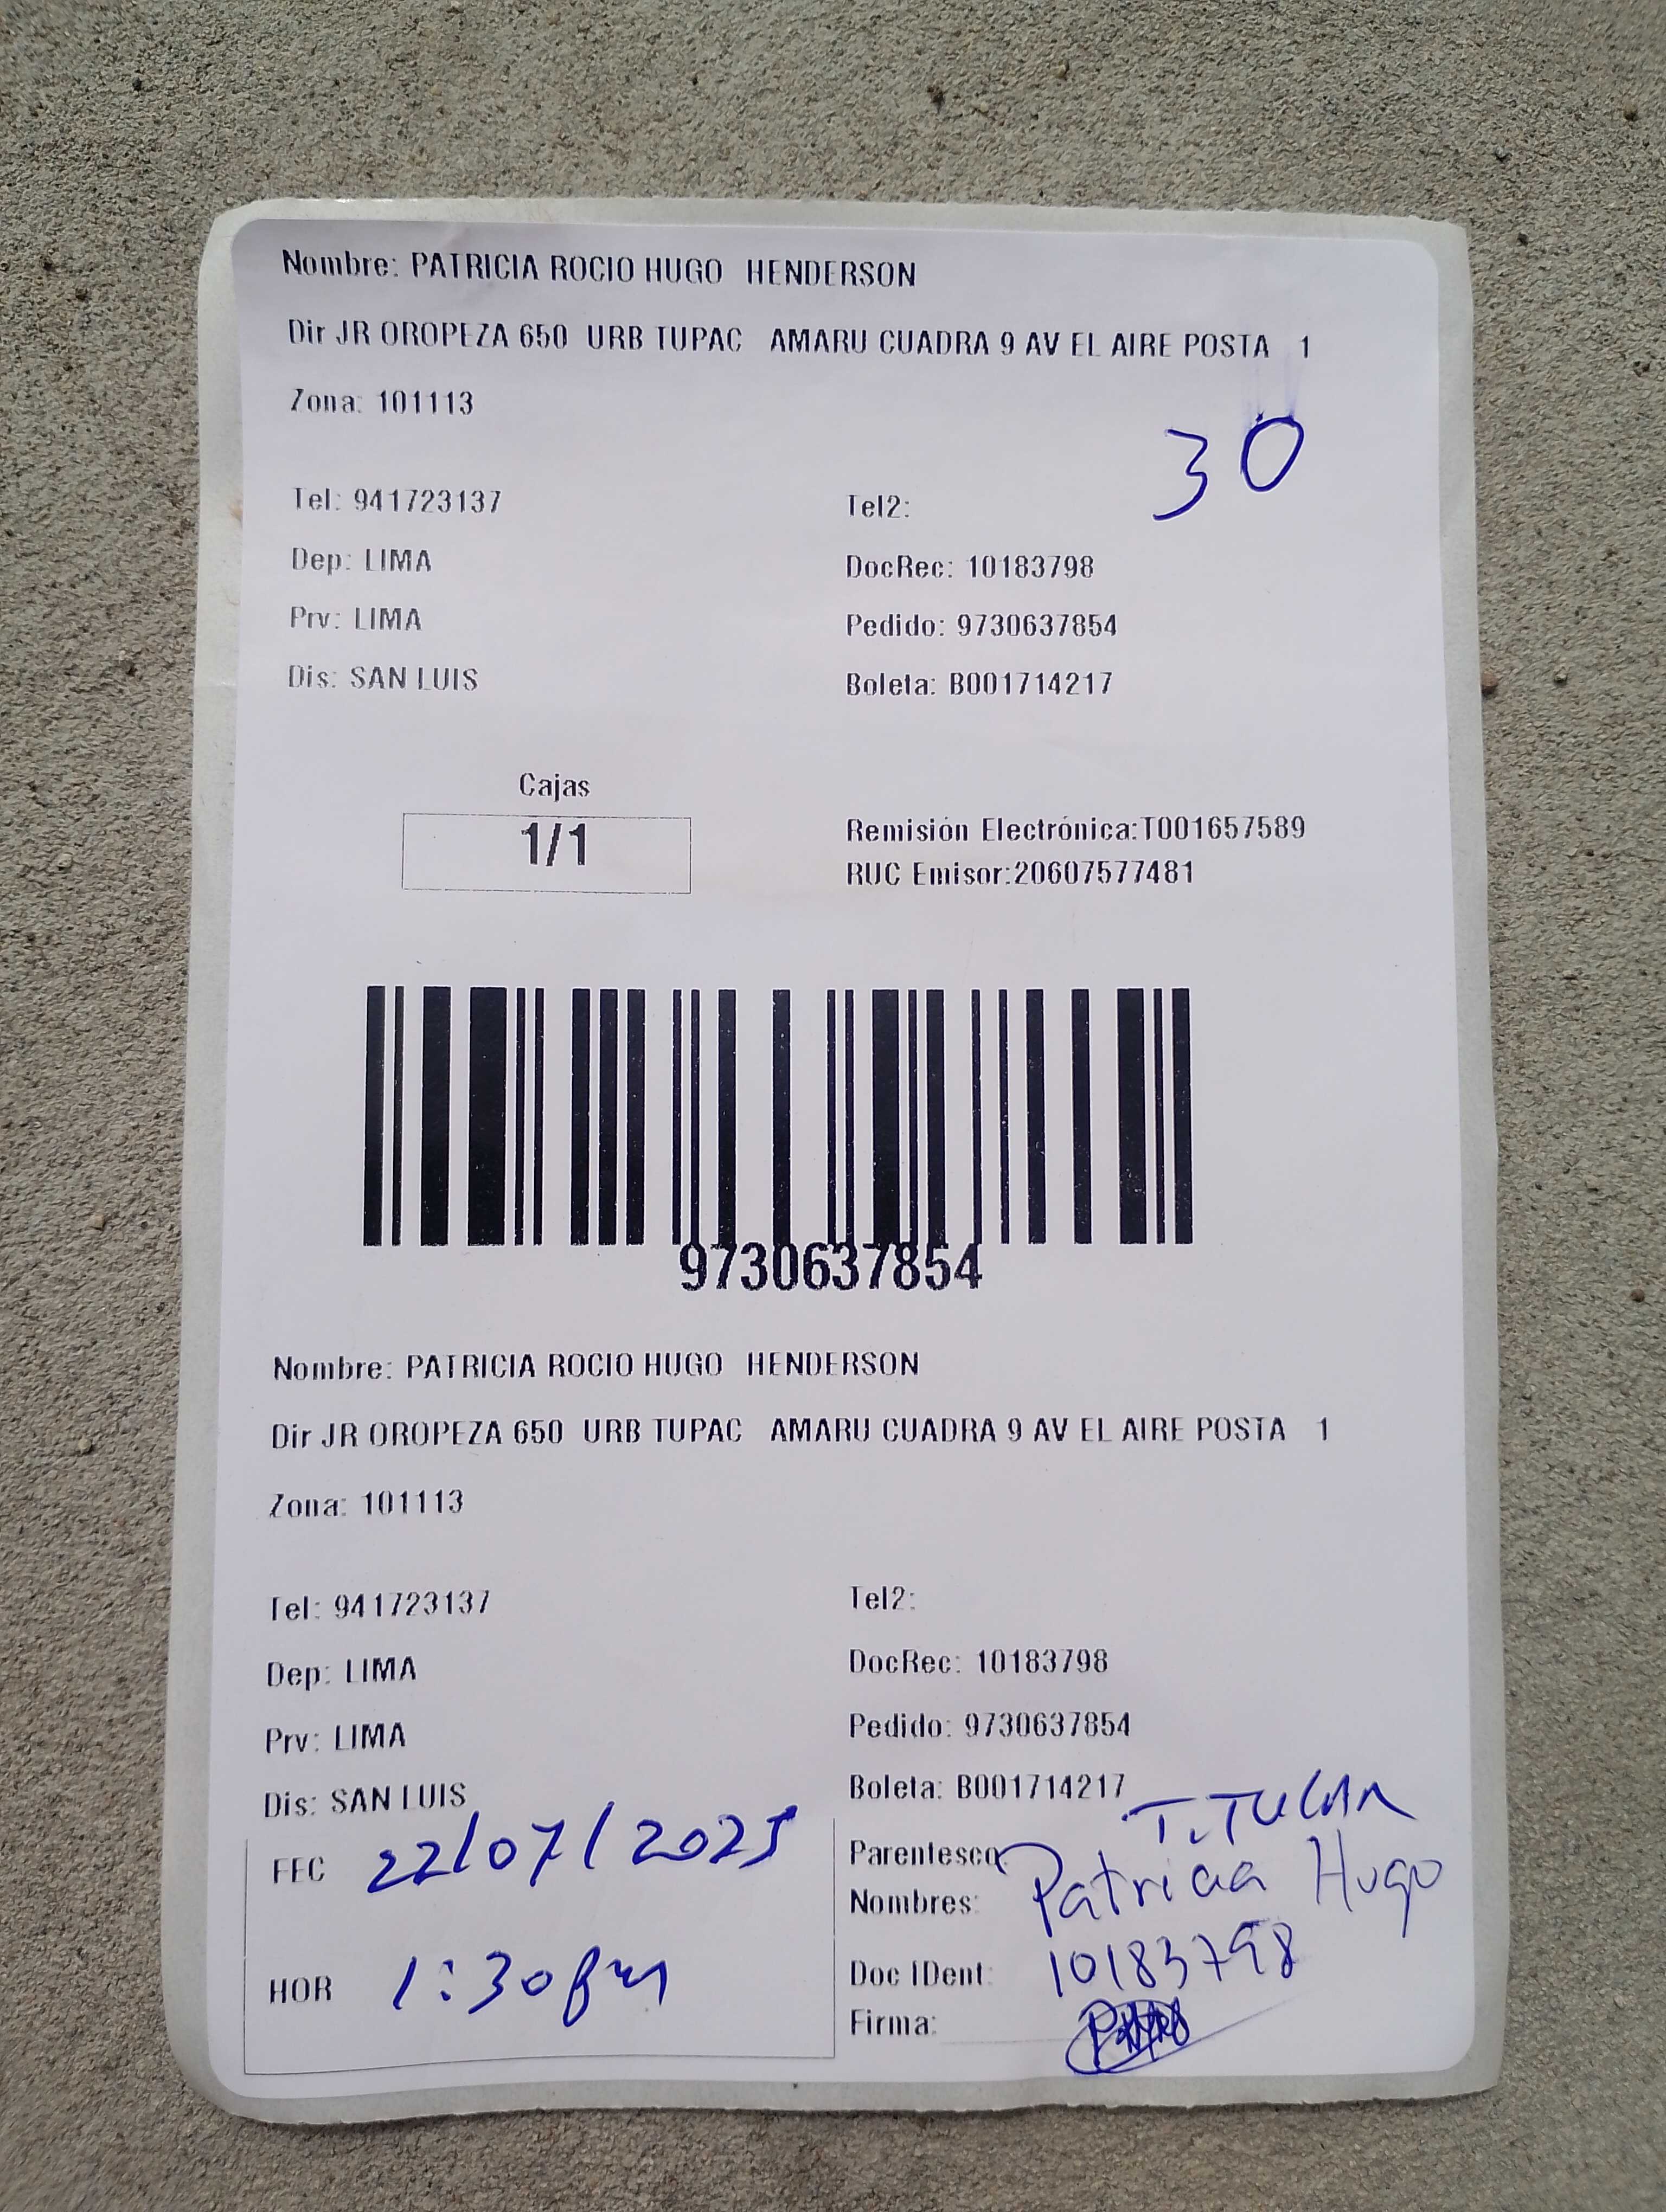 Nombre: PATRICIA ROCIO HUGO HENDERSON
Dir JR OROPEZA 650 URB TUPAC AMARU CUADRA 9 AV EL AIRE POSTA 1
Zona: 101113
30
Tel: 941723137 Tel2:
Dep: LIMA DocRec: 10183798
Prv: LIMA Pedido: 9730637854
Dis: SAN LUIS Boleta: B001714217
Cajas
1/1
Remisión Electrónica:T001657589
RUC Emisor:20607577481
9730637854
Nombre: PATRICIA ROCIO HUGO HENDERSON
Dir JR OROPEZA 650 URB TUPAC AMARU CUADRA 9 AV EL AIRE POSTA 1
Zona: 101113
Tel: 941723137 Tel2:
Dep: LIMA DocRec: 10183798
Prv: LIMA Pedido: 9730637854
Dis: SAN LUIS Boleta: B001714217
FEC 22/07/2025
HOR 1:30pm
Parentesco: TITULAR
Nombres: Patricia Hugo
Doc IDent: 10183798
Firma: